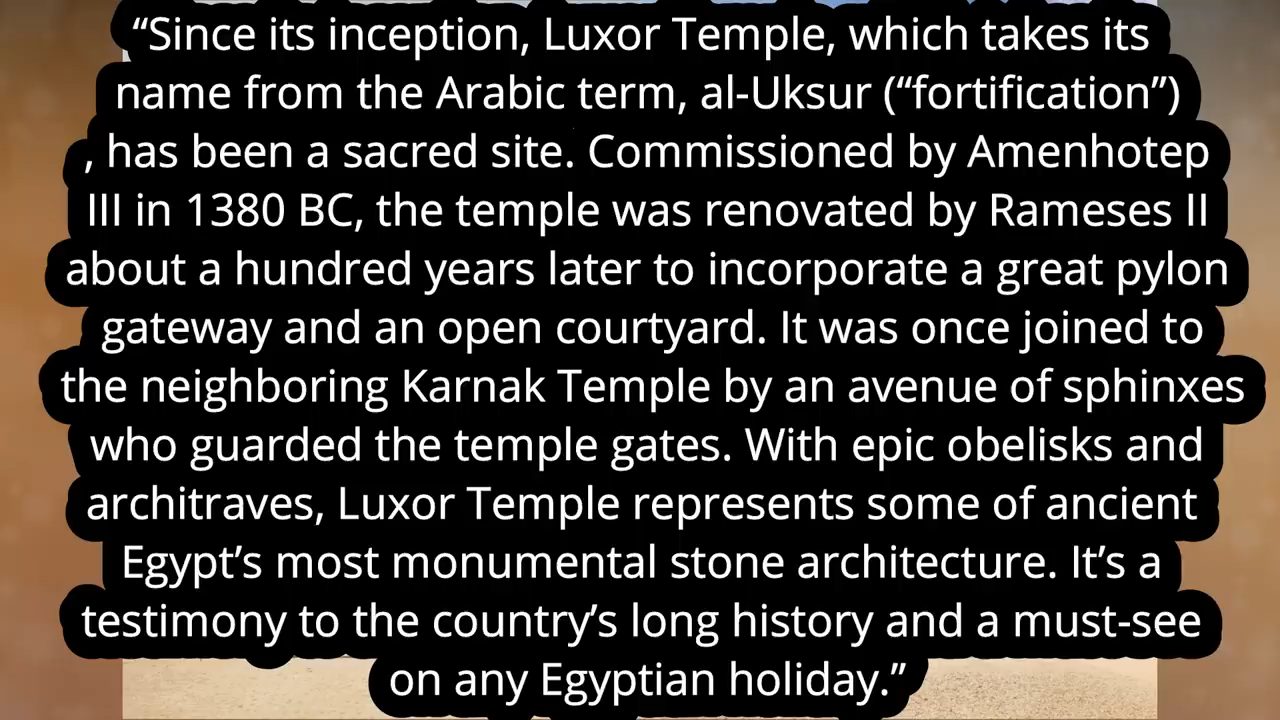 “Since its inception, Luxor Temple, which takes its
name from the Arabic term, al-Uksur (“fortification”)
, has been a sacred site. Commissioned by Amenhotep
III in 1380 BC, the temple was renovated by Rameses II
about a hundred years later to incorporate a great pylon
gateway and an open courtyard. It was once joined to
the neighboring Karnak Temple by an avenue of sphinxes
who guarded the temple gates. With epic obelisks and
architraves, Luxor Temple represents some of ancient
Egypt’s most monumental stone architecture. It’s a
testimony to the country’s long history and a must-see
on any Egyptian holiday.”